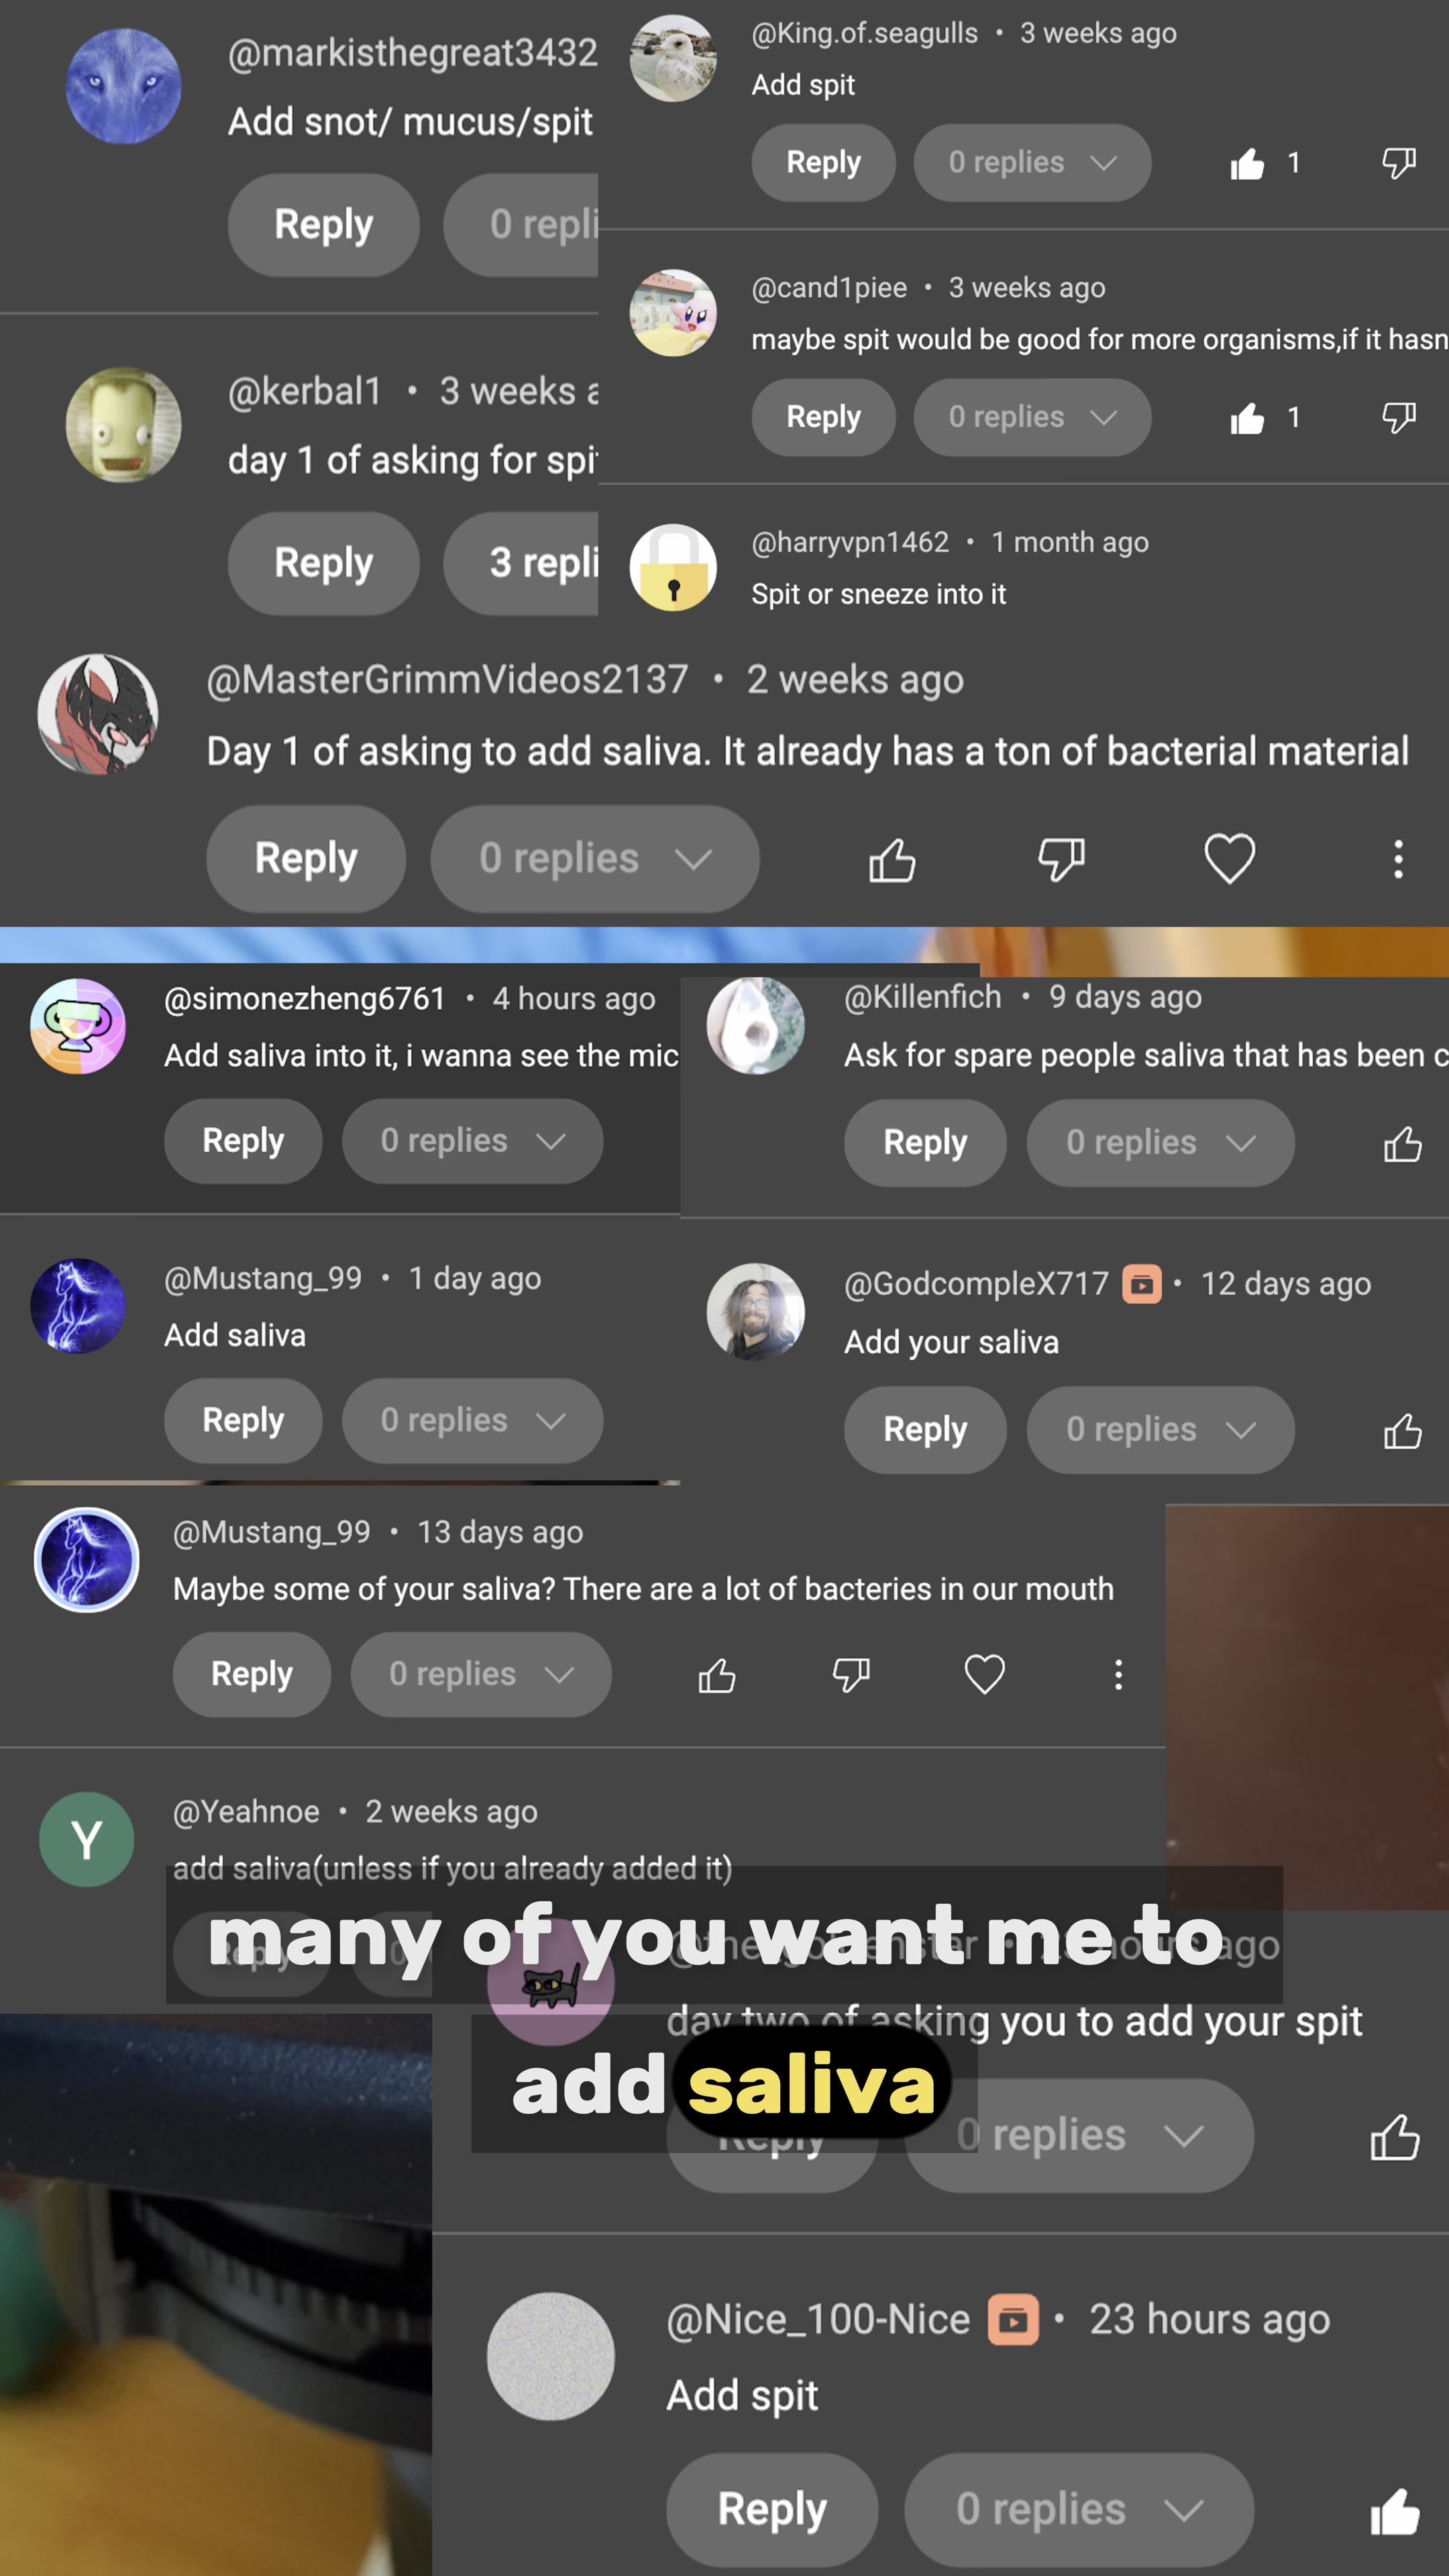 @markisthegreat3432
Add snot/ mucus/spit
Reply
0 repli
@kerbal1 • 3 weeks a
day 1 of asking for spi
Reply
3 repli
@King.of.seagulls • 3 weeks ago
Add spit
Reply
0 replies
1
@cand1piee • 3 weeks ago
maybe spit would be good for more organisms,if it hasn
Reply
0 replies
1
@harryvpn1462 • 1 month ago
Spit or sneeze into it
@MasterGrimmVideos2137 • 2 weeks ago
Day 1 of asking to add saliva. It already has a ton of bacterial material
Reply
0 replies
@simonezheng6761 • 4 hours ago
Add saliva into it, i wanna see the mic
Reply
0 replies
@Mustang_99 • 1 day ago
Add saliva
Reply
0 replies
@Killenfich • 9 days ago
Ask for spare people saliva that has been c
Reply
0 replies
@GodcompleX717 • 12 days ago
Add your saliva
Reply
0 replies
@Mustang_99 • 13 days ago
Maybe some of your saliva? There are a lot of bacteries in our mouth
Reply
0 replies
Y
@Yeahnoe • 2 weeks ago
add saliva(unless if you already added it)
Reply
many of you want me to
add saliva
ago
day two of asking you to add your spit
Reply
0 replies
@Nice_100-Nice • 23 hours ago
Add spit
Reply
0 replies